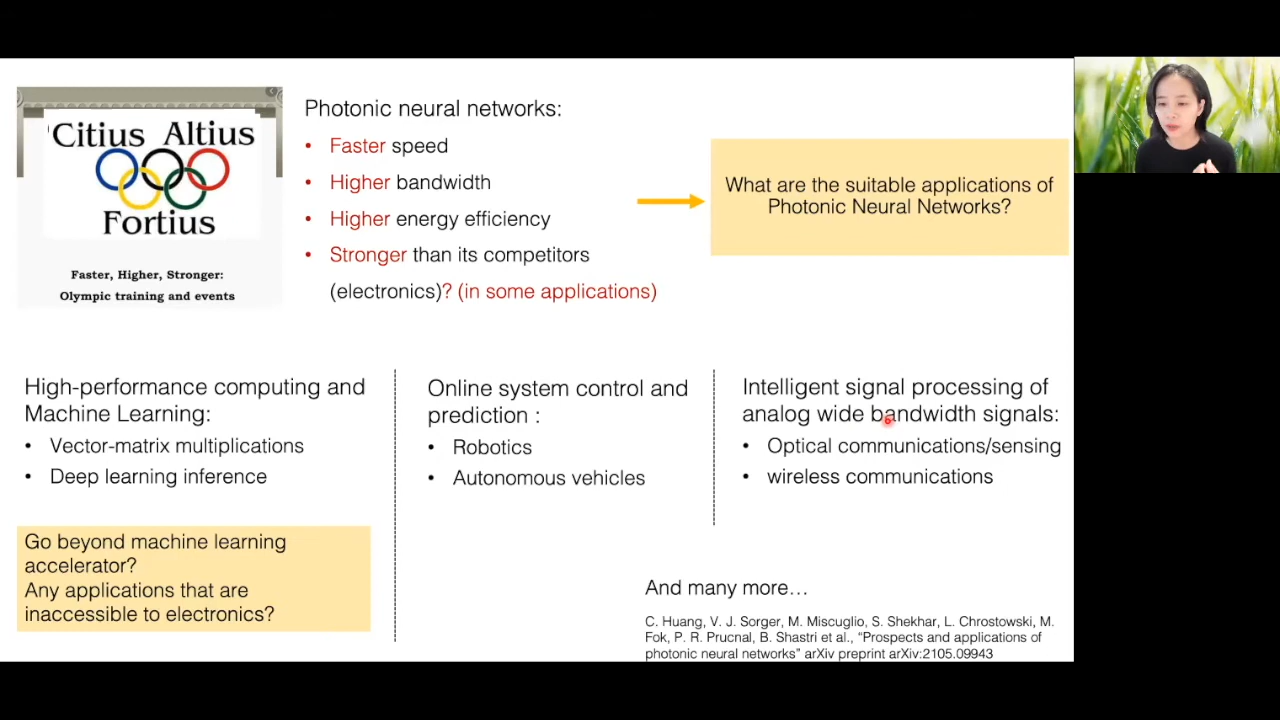 Citius Altius
Fortius
Faster, Higher, Stronger:
Olympic training and events
Photonic neural networks:
• Faster speed
• Higher bandwidth
• Higher energy efficiency
• Stronger than its competitors
(electronics)? (in some applications)
What are the suitable applications of
Photonic Neural Networks?
High-performance computing and
Machine Learning:
• Vector-matrix multiplications
• Deep learning inference
Go beyond machine learning
accelerator?
Any applications that are
inaccessible to electronics?
Online system control and
prediction :
• Robotics
• Autonomous vehicles
Intelligent signal processing of
analog wide bandwidth signals:
• Optical communications/sensing
• wireless communications
And many more…
C. Huang, V. J. Sorger, M. Miscuglio, S. Shekhar, L. Chrostowski, M.
Fok, P. R. Prucnal, B. Shastri et al., “Prospects and applications of
photonic neural networks” arXiv preprint arXiv:2105.09943